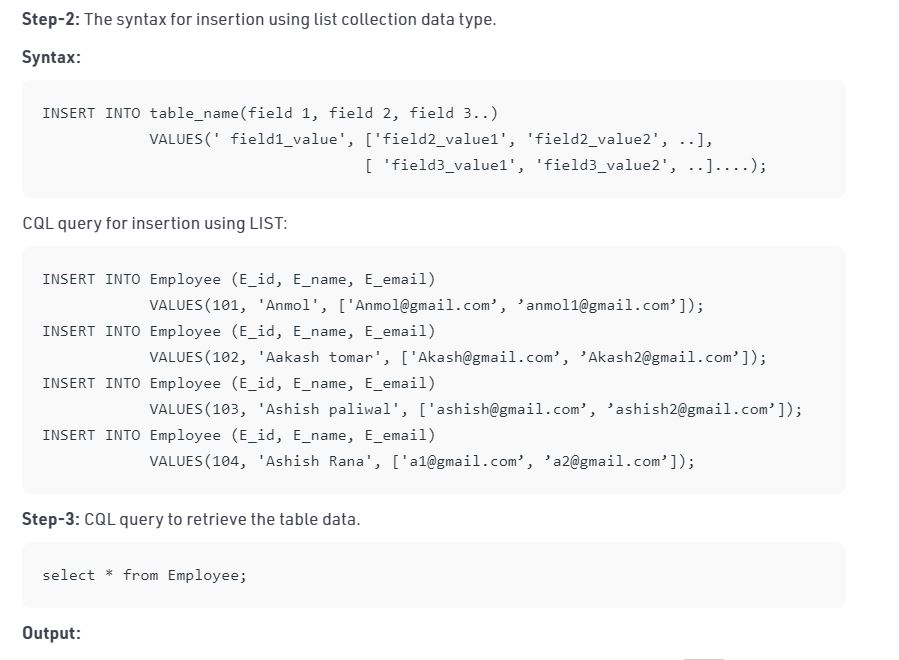 Step-2: The syntax for insertion using list collection data type.
Syntax:
INSERT INTO table_name(field 1, field 2, field 3..)
VALUES(' field1_value', ['field2_value1', 'field2_value2', ..],
[ 'field3_value1', 'field3_value2', ..]....);
CQL query for insertion using LIST:
INSERT INTO Employee (E_id, E_name, E_email)
VALUES(101, 'Anmol', ['Anmol@gmail.com’, ’anmol1@gmail.com’]);
INSERT INTO Employee (E_id, E_name, E_email)
VALUES(102, 'Aakash tomar', ['Akash@gmail.com’, ’Akash2@gmail.com’]);
INSERT INTO Employee (E_id, E_name, E_email)
VALUES(103, 'Ashish paliwal', ['ashish@gmail.com’, ’ashish2@gmail.com’]);
INSERT INTO Employee (E_id, E_name, E_email)
VALUES(104, 'Ashish Rana', ['a1@gmail.com’, ’a2@gmail.com’]);
Step-3: CQL query to retrieve the table data.
select * from Employee;
Output: